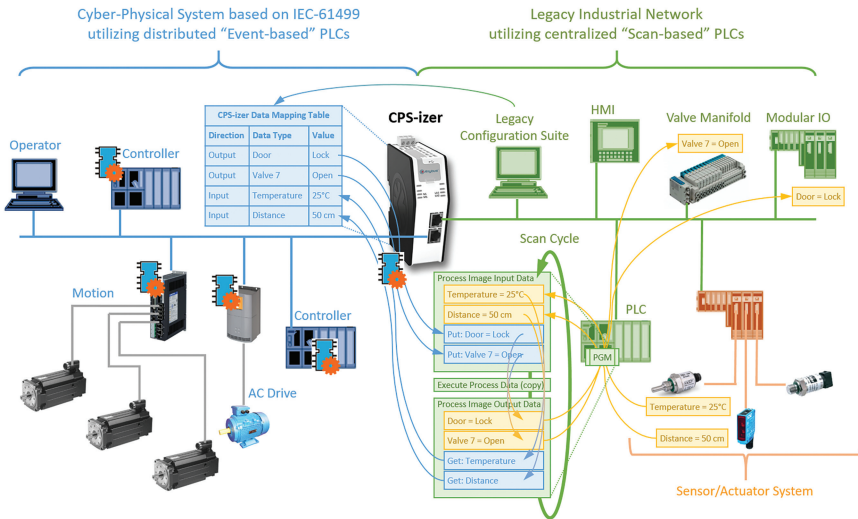 Cyber-Physical System based on IEC-61499
utilizing distributed “Event-based” PLCs
Legacy Industrial Network
utilizing centralized “Scan-based” PLCs
CPS-izer Data Mapping Table
Direction Data Type Value
Output Door Lock
Output Valve 7 Open
Input Temperature 25°C
Input Distance 50 cm
CPS-izer
Legacy
Configuration Suite
HMI
Valve Manifold
Modular IO
Valve 7 = Open
Door = Lock
Operator
Controller
Scan Cycle
Process Image Input Data
Temperature = 25°C
Distance = 50 cm
Put: Door = Lock
Put: Valve 7 = Open
Execute Process Data (copy)
Process Image Output Data
Door = Lock
Valve 7 = Open
Get: Temperature
Get: Distance
PLC
PGM
Motion
Controller
AC Drive
Temperature = 25°C
Distance = 50 cm
Sensor/Actuator System